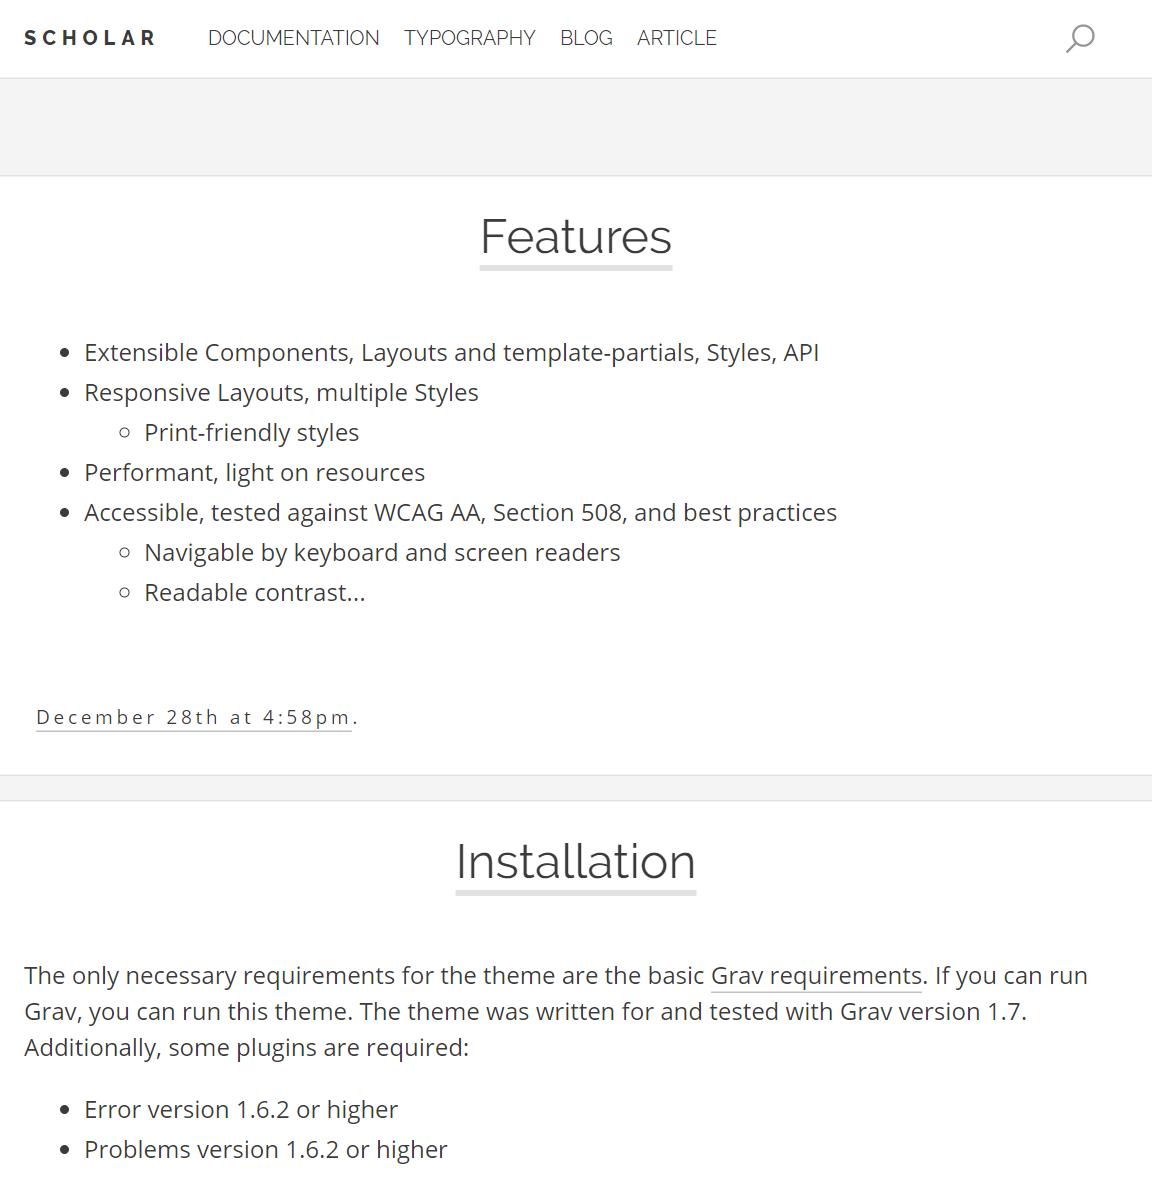 SCHOLAR DOCUMENTATION TYPOGRAPHY BLOG ARTICLE
Features
Extensible Components, Layouts and template-partials, Styles, API
Responsive Layouts, multiple Styles
Print-friendly styles
Performant, light on resources
Accessible, tested against WCAG AA, Section 508, and best practices
Navigable by keyboard and screen readers
Readable contrast...
December 28th at 4:58pm.
Installation
The only necessary requirements for the theme are the basic Grav requirements. If you can run
Grav, you can run this theme. The theme was written for and tested with Grav version 1.7.
Additionally, some plugins are required:
Error version 1.6.2 or higher
Problems version 1.6.2 or higher